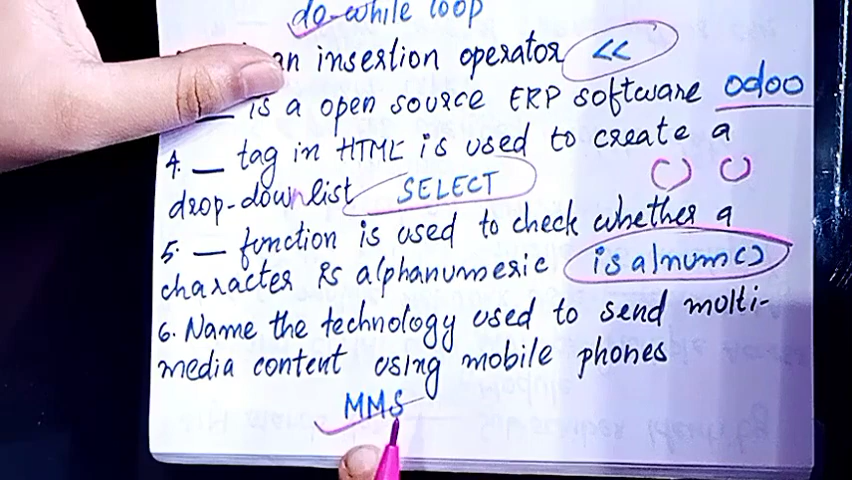 do-while loop
an insertion operator <<
__ is a open source ERP software odoo
4. __ tag in HTML is used to create a
drop-down list SELECT
5. __ function is used to check whether a
character is alphanumeric isalnum()
6. Name the technology used to send multi-
media content using mobile phones
MMS